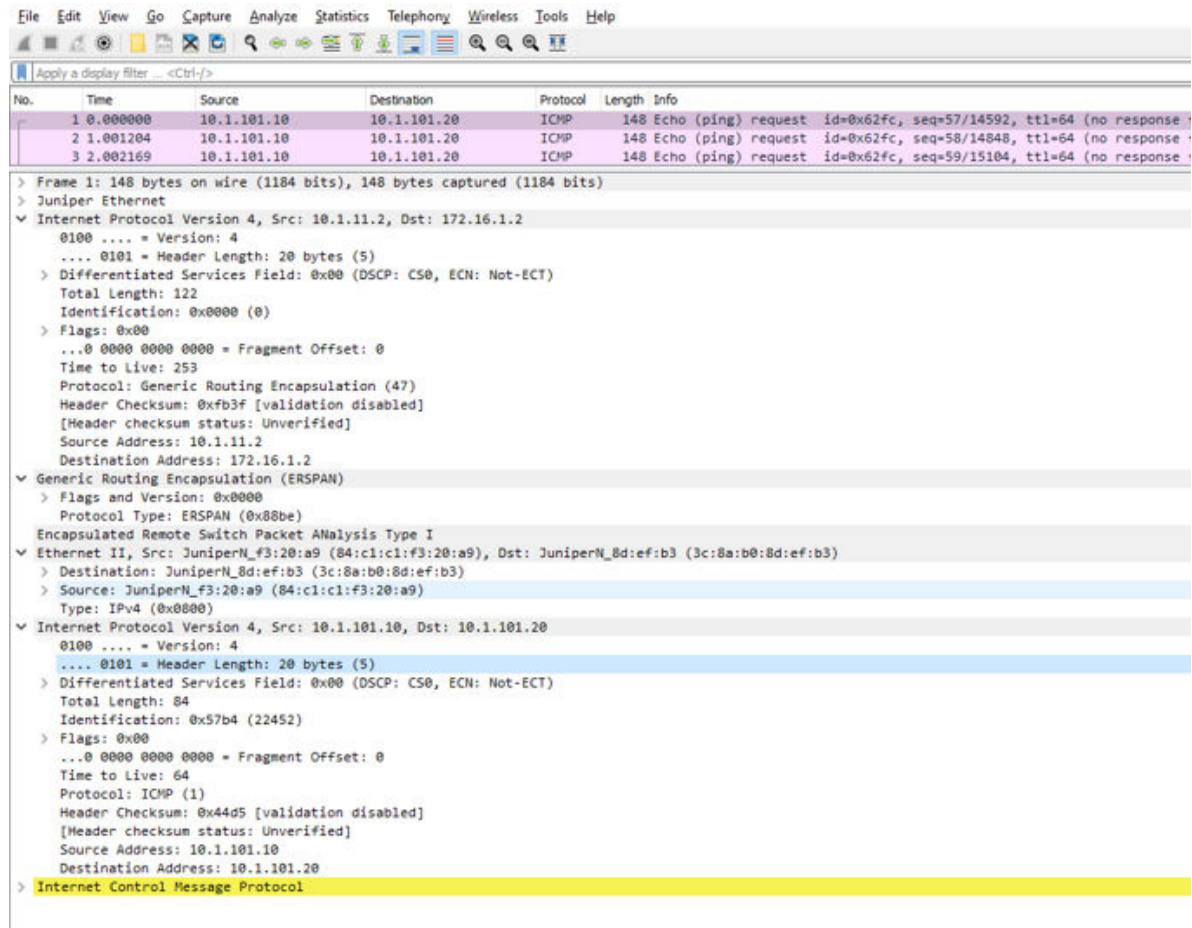 File Edit View Go Capture Analyze Statistics Telephony Wireless Tools Help
Apply a display filter ... <Ctrl-/>
No. Time Source Destination Protocol Length Info
1 0.000000 10.1.101.10 10.1.101.20 ICMP 148 Echo (ping) request id=0x62fc, seq=57/14592, ttl=64 (no response
2 1.001204 10.1.101.10 10.1.101.20 ICMP 148 Echo (ping) request id=0x62fc, seq=58/14848, ttl=64 (no response
3 2.002169 10.1.101.10 10.1.101.20 ICMP 148 Echo (ping) request id=0x62fc, seq=59/15104, ttl=64 (no response
Frame 1: 148 bytes on wire (1184 bits), 148 bytes captured (1184 bits)
Juniper Ethernet
Internet Protocol Version 4, Src: 10.1.11.2, Dst: 172.16.1.2
0100 .... = Version: 4
.... 0101 = Header Length: 20 bytes (5)
Differentiated Services Field: 0x00 (DSCP: CS0, ECN: Not-ECT)
Total Length: 122
Identification: 0x0000 (0)
Flags: 0x00
...0 0000 0000 0000 = Fragment Offset: 0
Time to Live: 253
Protocol: Generic Routing Encapsulation (47)
Header Checksum: 0xfb3f [validation disabled]
[Header checksum status: Unverified]
Source Address: 10.1.11.2
Destination Address: 172.16.1.2
Generic Routing Encapsulation (ERSPAN)
Flags and Version: 0x0000
Protocol Type: ERSPAN (0x88be)
Encapsulated Remote Switch Packet ANalysis Type I
Ethernet II, Src: JuniperN_f3:20:a9 (84:c1:c1:f3:20:a9), Dst: JuniperN_8d:ef:b3 (3c:8a:b0:8d:ef:b3)
Destination: JuniperN_8d:ef:b3 (3c:8a:b0:8d:ef:b3)
Source: JuniperN_f3:20:a9 (84:c1:c1:f3:20:a9)
Type: IPv4 (0x0800)
Internet Protocol Version 4, Src: 10.1.101.10, Dst: 10.1.101.20
0100 .... = Version: 4
.... 0101 = Header Length: 20 bytes (5)
Differentiated Services Field: 0x00 (DSCP: CS0, ECN: Not-ECT)
Total Length: 84
Identification: 0x57b4 (22452)
Flags: 0x00
...0 0000 0000 0000 = Fragment Offset: 0
Time to Live: 64
Protocol: ICMP (1)
Header Checksum: 0x44d5 [validation disabled]
[Header checksum status: Unverified]
Source Address: 10.1.101.10
Destination Address: 10.1.101.20
Internet Control Message Protocol